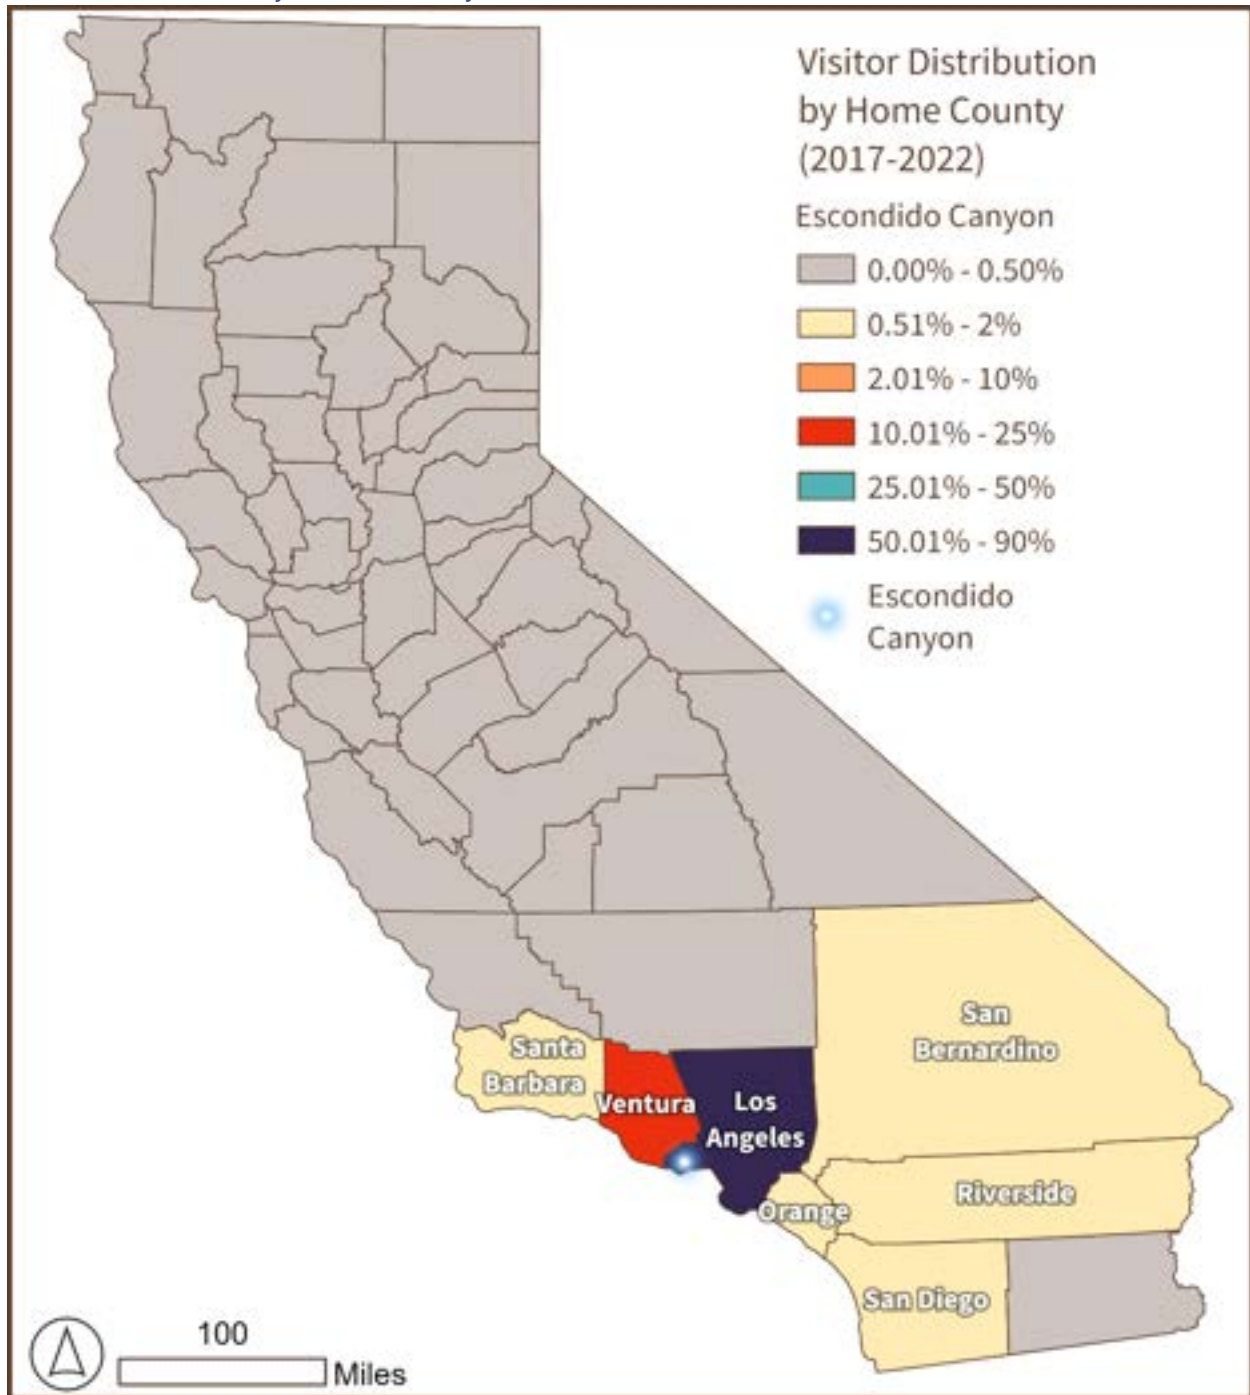 Visitor Distribution
by Home County
(2017-2022)
Escondido Canyon
0.00% - 0.50%
0.51% - 2%
2.01% - 10%
10.01% - 25%
25.01% - 50%
50.01% - 90%
Escondido
Canyon
San
Bernardino
Santa
Barbara
Ventura
Los
Angeles
Riverside
Orange
San Diego
100
Miles